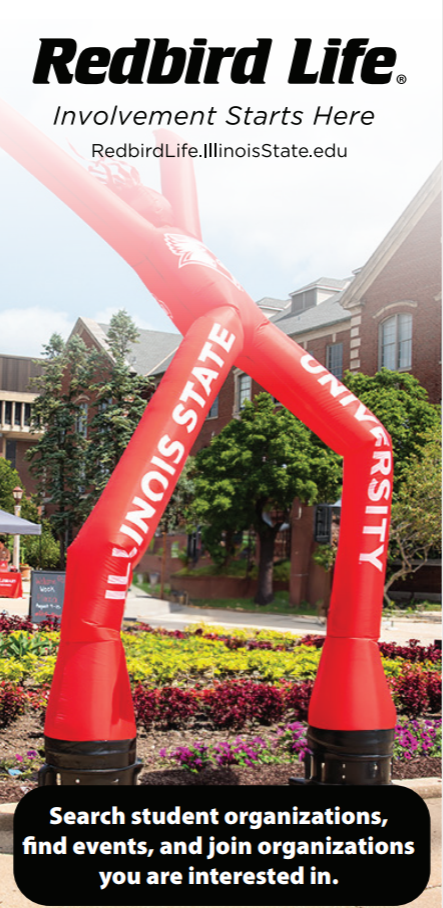 Redbird Life®
Involvement Starts Here
RedbirdLife.IllinoisState.edu
ILLINOIS STATE
UNIVERSITY
Search student organizations,
find events, and join organizations
you are interested in.